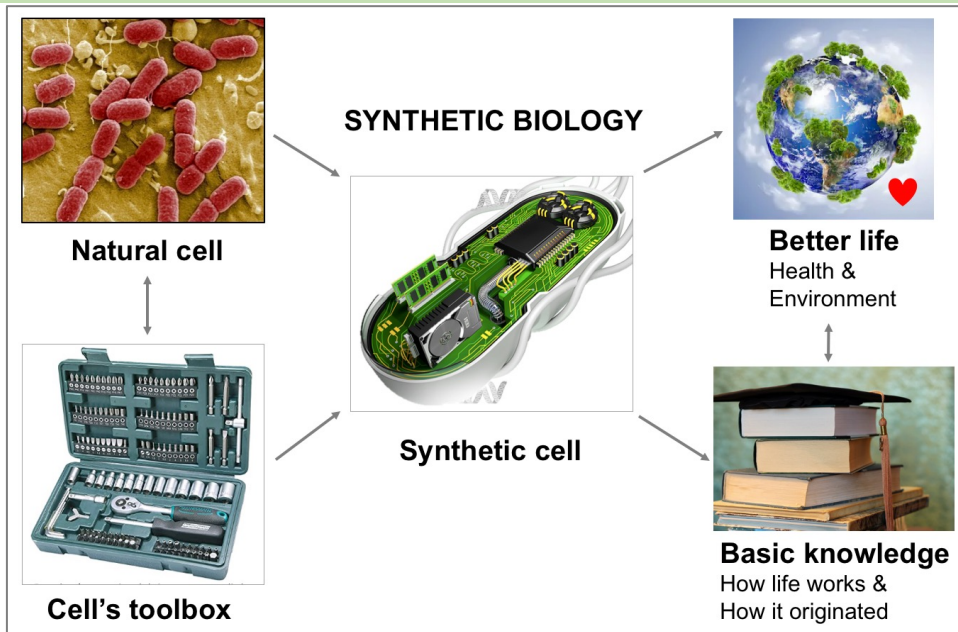 SYNTHETIC BIOLOGY
Natural cell
Synthetic cell
Cell's toolbox
Better life
Health &
Environment
Basic knowledge
How life works &
How it originated